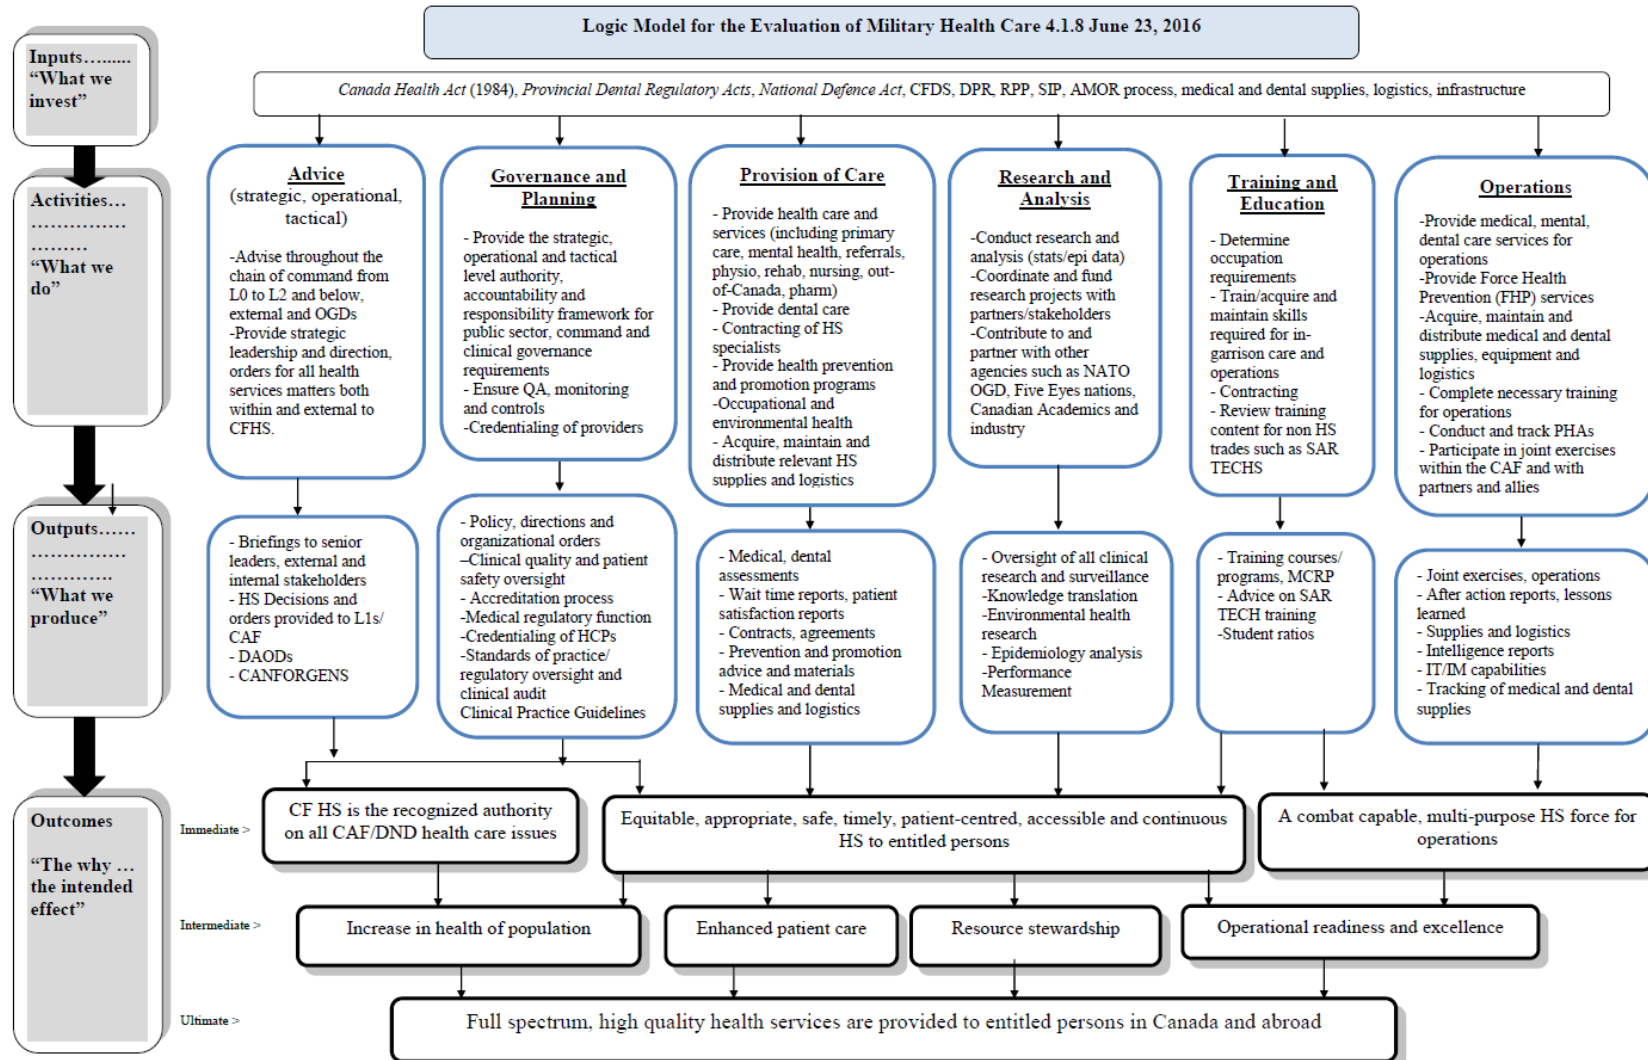 Logic Model for the Evaluation of Military Health Care 4.1.8 June 23, 2016
Inputs….......
“What we
invest”
Canada Health Act (1984), Provincial Dental Regulatory Acts, National Defence Act, CFDS, DPR, RPP, SIP, AMOR process, medical and dental supplies, logistics, infrastructure
Activities…
……………
………
“What we
do”
Advice
(strategic, operational,
tactical)
-Advise throughout the
chain of command from
L0 to L2 and below,
external and OGDs
-Provide strategic
leadership and direction,
orders for all health
services matters both
within and external to
CFHS.
Governance and
Planning
- Provide the strategic,
operational and tactical
level authority,
accountability and
responsibility framework for
public sector, command and
clinical governance
requirements
- Ensure QA, monitoring
and controls
-Credentialing of providers
Provision of Care
- Provide health care and
services (including primary
care, mental health, referrals,
physio, rehab, nursing, out-
of-Canada, pharm)
- Provide dental care
- Contracting of HS
specialists
- Provide health prevention
and promotion programs
-Occupational and
environmental health
- Acquire, maintain and
distribute relevant HS
supplies and logistics
Research and
Analysis
-Conduct research and
analysis (stats/epi data)
-Coordinate and fund
research projects with
partners/stakeholders
-Contribute to and
partner with other
agencies such as NATO
OGD, Five Eyes nations,
Canadian Academics and
industry
Training and
Education
- Determine
occupation
requirements
- Train/acquire and
maintain skills
required for in-
garrison care and
operations
- Contracting
- Review training
content for non HS
trades such as SAR
TECHS
Operations
-Provide medical, mental,
dental care services for
operations
-Provide Force Health
Prevention (FHP) services
-Acquire, maintain and
distribute medical and dental
supplies, equipment and
logistics
- Complete necessary training
for operations
- Conduct and track PHAs
- Participate in joint exercises
within the CAF and with
partners and allies
Outputs……
……………
………….
“What we
produce”
- Briefings to senior
leaders, external and
internal stakeholders
- HS Decisions and
orders provided to L1s/
CAF
- DAODs
- CANFORGENS
- Policy, directions and
organizational orders
–Clinical quality and patient
safety oversight
- Accreditation process
-Medical regulatory function
-Credentialing of HCPs
-Standards of practice/
regulatory oversight and
clinical audit
Clinical Practice Guidelines
- Medical, dental
assessments
- Wait time reports, patient
satisfaction reports
- Contracts, agreements
- Prevention and promotion
advice and materials
- Medical and dental
supplies and logistics
- Oversight of all clinical
research and surveillance
-Knowledge translation
-Environmental health
research
- Epidemiology analysis
-Performance
Measurement
- Training courses/
programs, MCRP
- Advice on SAR
TECH training
-Student ratios
- Joint exercises, operations
- After action reports, lessons
learned
- Supplies and logistics
- Intelligence reports
- IT/IM capabilities
- Tracking of medical and dental
supplies
Outcomes
“The why …
the intended
effect”
Immediate >
CF HS is the recognized authority
on all CAF/DND health care issues
Equitable, appropriate, safe, timely, patient-centred, accessible and continuous
HS to entitled persons
A combat capable, multi-purpose HS force for
operations
Intermediate >
Increase in health of population
Enhanced patient care
Resource stewardship
Operational readiness and excellence
Ultimate >
Full spectrum, high quality health services are provided to entitled persons in Canada and abroad